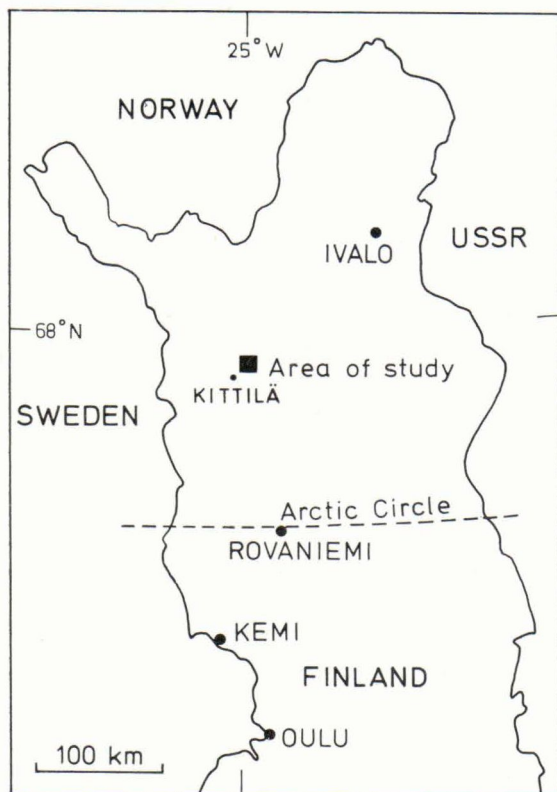 25°W
NORWAY
IVALO
USSR
68°N
Area of study
KITTILÄ
SWEDEN
Arctic Circle
ROVANIEMI
KEMI
FINLAND
OULU
100 km